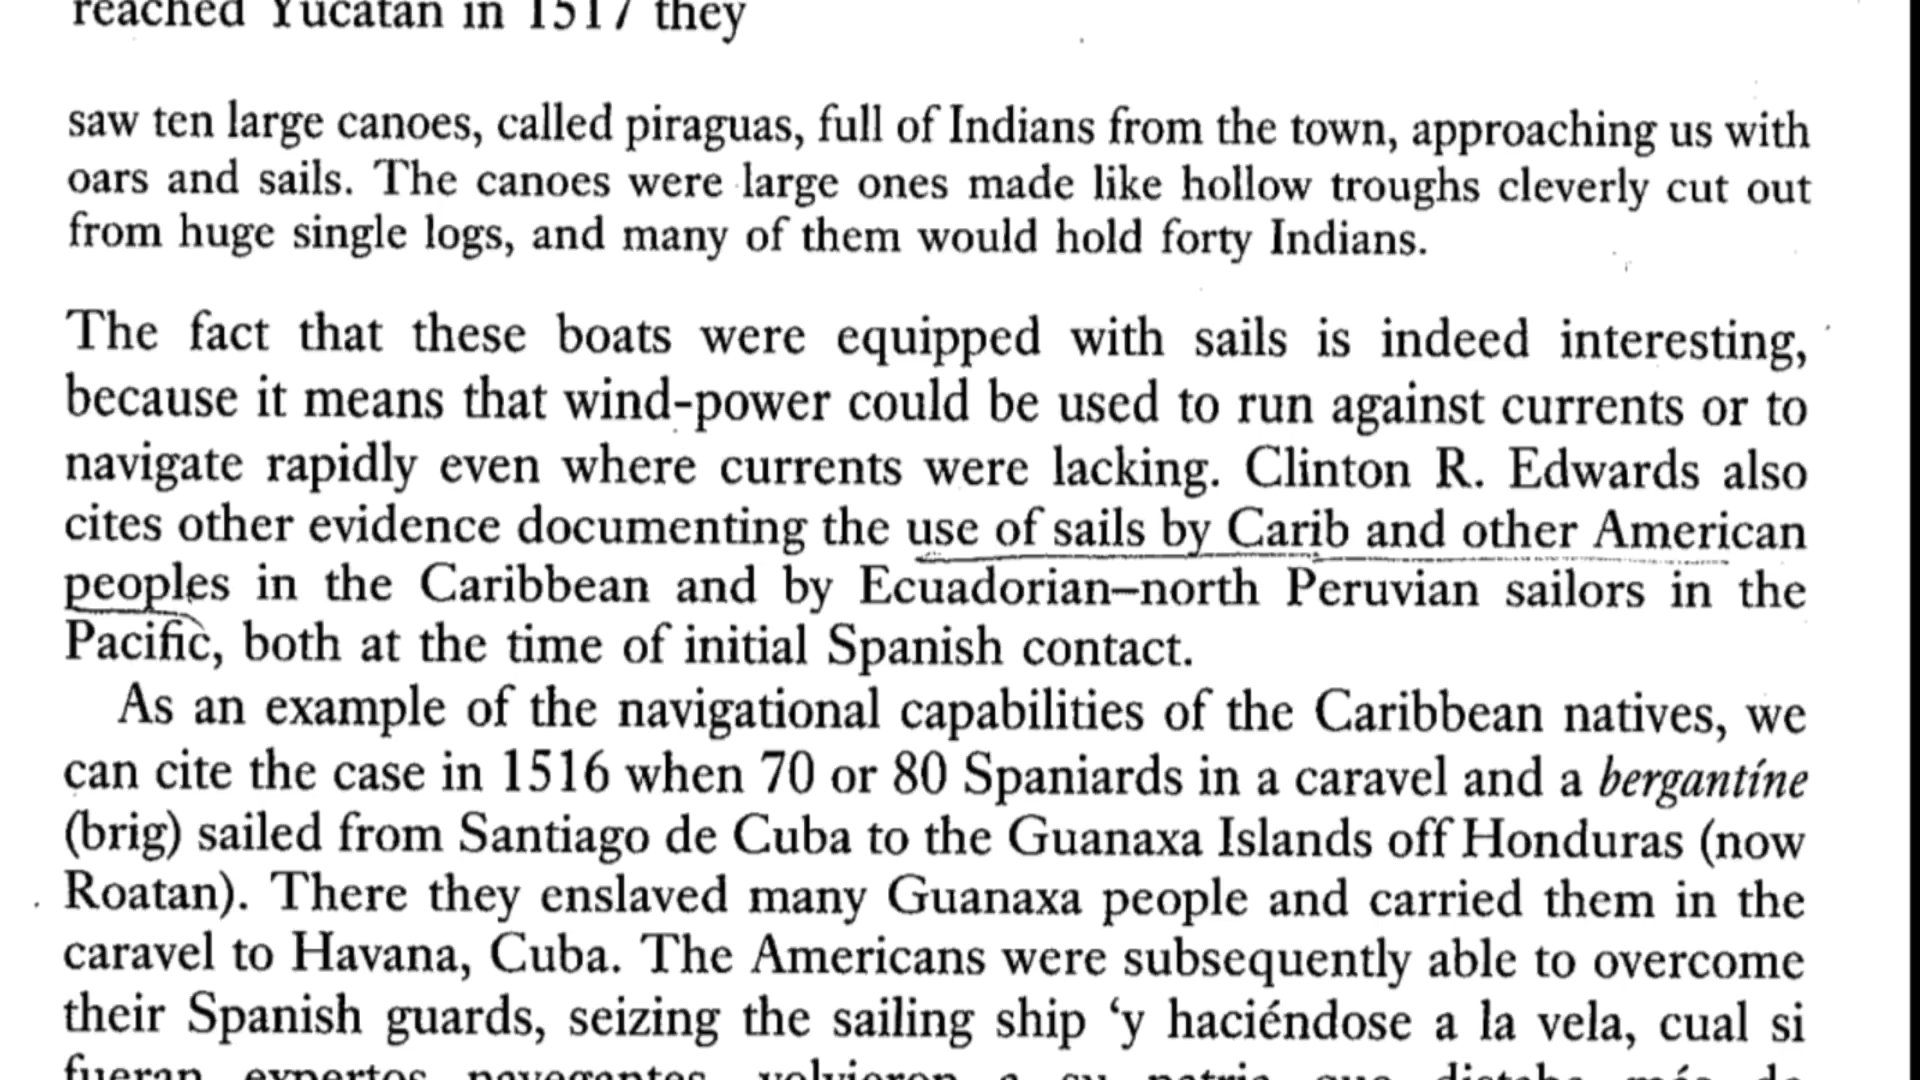 reached Yucatan in 1517 they
saw ten large canoes, called piraguas, full of Indians from the town, approaching us with
oars and sails. The canoes were large ones made like hollow troughs cleverly cut out
from huge single logs, and many of them would hold forty Indians.
The fact that these boats were equipped with sails is indeed interesting,
because it means that wind-power could be used to run against currents or to
navigate rapidly even where currents were lacking. Clinton R. Edwards also
cites other evidence documenting the use of sails by Carib and other American
peoples in the Caribbean and by Ecuadorian–north Peruvian sailors in the
Pacific, both at the time of initial Spanish contact.
As an example of the navigational capabilities of the Caribbean natives, we
can cite the case in 1516 when 70 or 80 Spaniards in a caravel and a bergantíne
(brig) sailed from Santiago de Cuba to the Guanaxa Islands off Honduras (now
Roatan). There they enslaved many Guanaxa people and carried them in the
caravel to Havana, Cuba. The Americans were subsequently able to overcome
their Spanish guards, seizing the sailing ship ‘y haciéndose a la vela, cual si
fueran expertos navegantes, volvieron a su patria que distaba más de